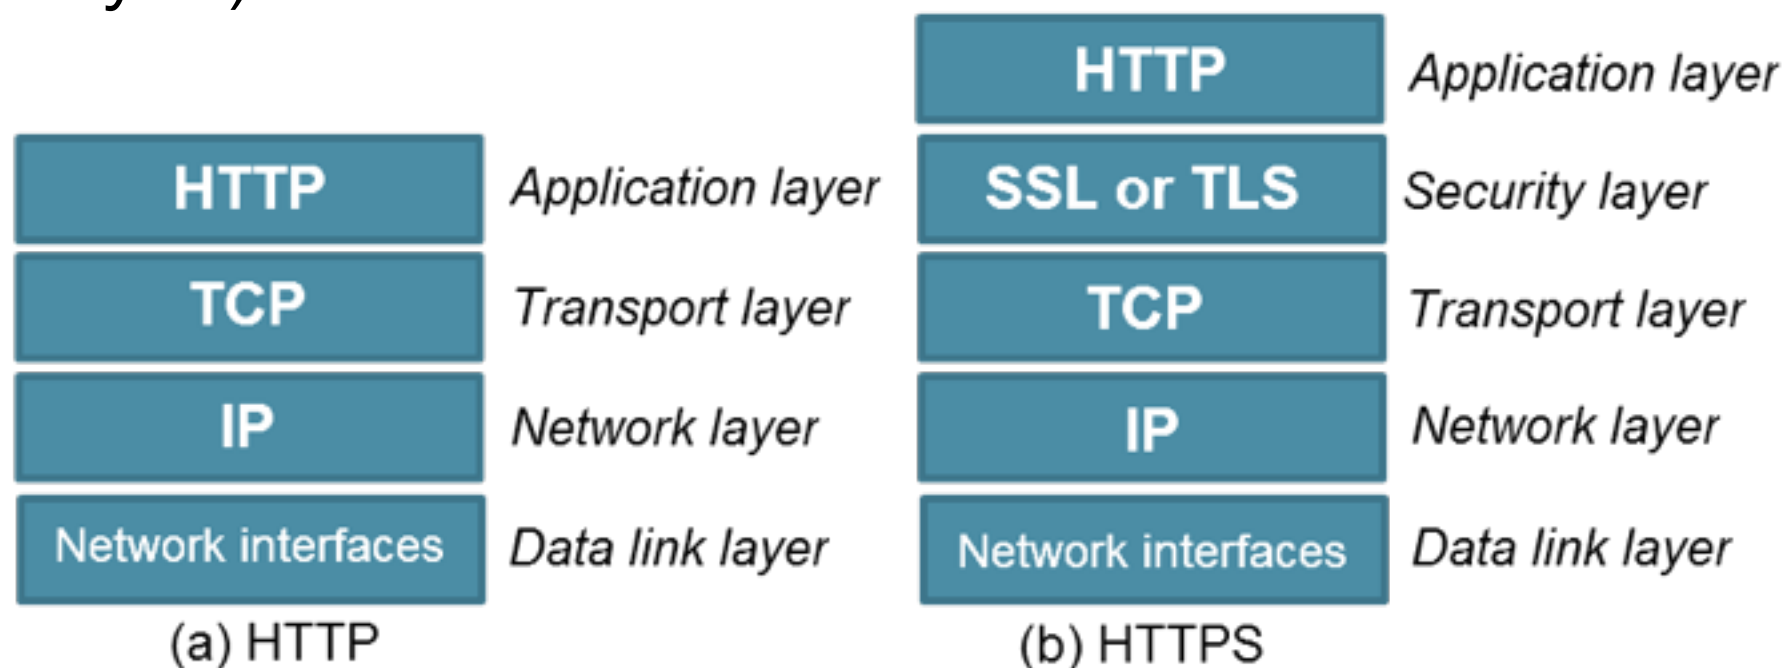 HTTP Application layer
HTTP Application layer SSL or TLS Security layer
TCP Transport layer TCP Transport layer
IP Network layer IP Network layer
Network interfaces Data link layer Network interfaces Data link layer
(a) HTTP (b) HTTPS